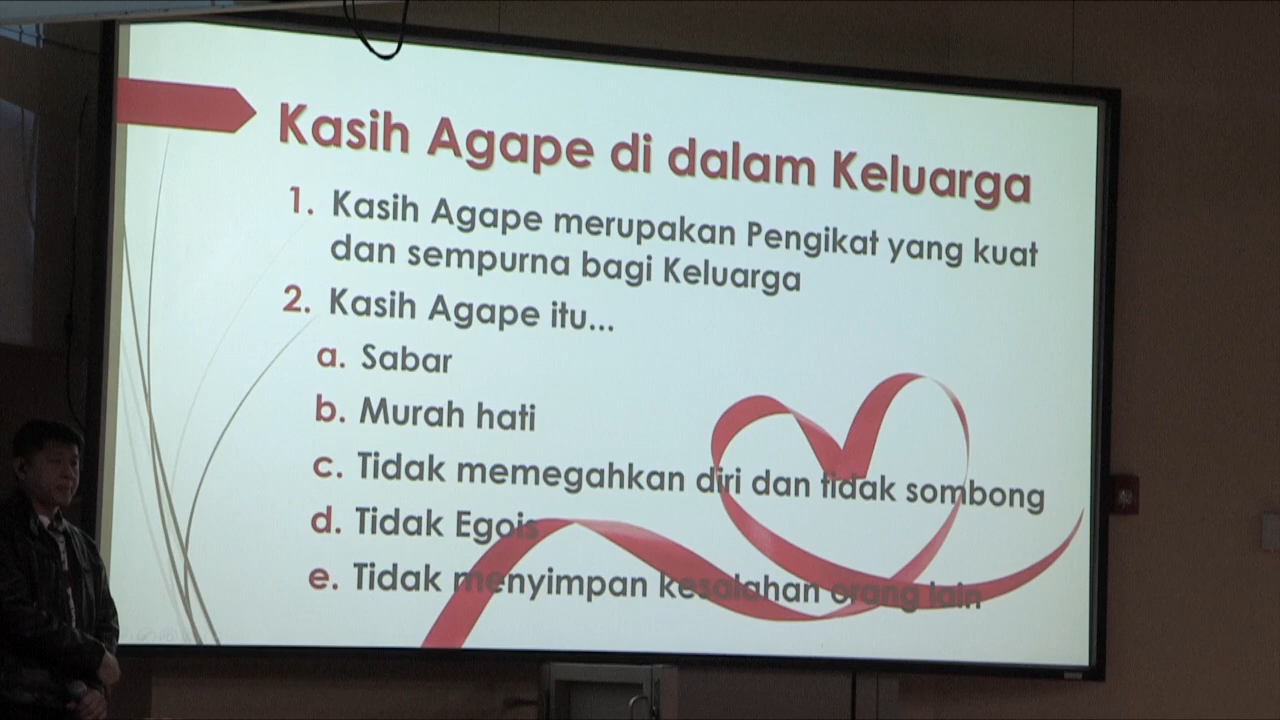 Kasih Agape di dalam Keluarga
1. Kasih Agape merupakan Pengikat yang kuat
dan sempurna bagi Keluarga
2. Kasih Agape itu...
a. Sabar
b. Murah hati
c. Tidak memegahkan diri dan tidak sombong
d. Tidak Egois
e. Tidak menyimpan kesalahan orang lain